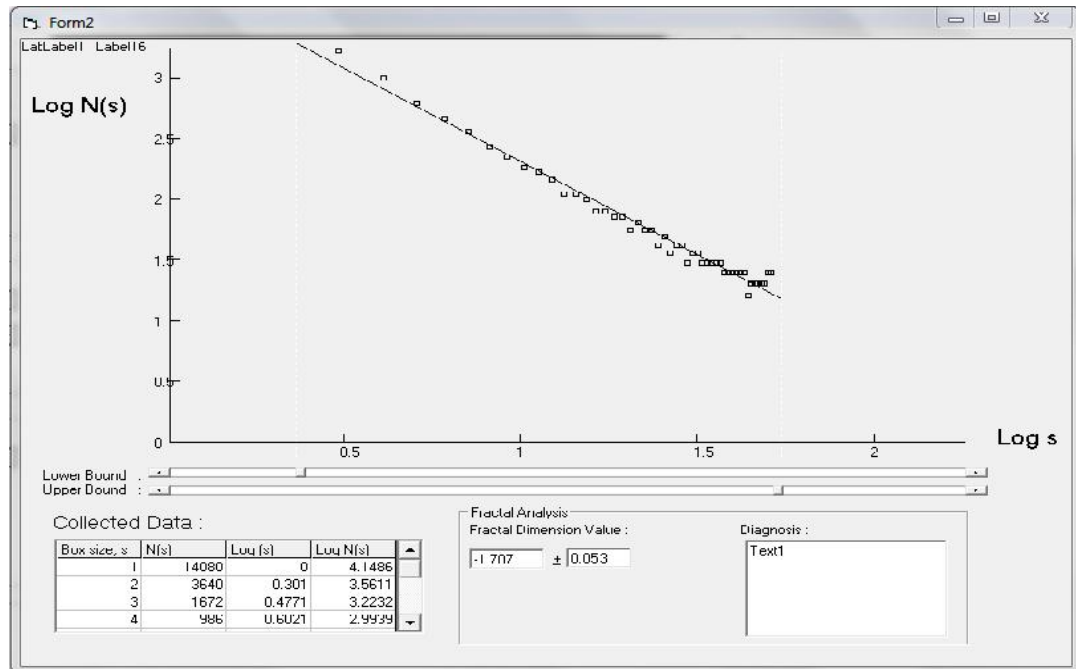 Form2
LatLabel1 Label16
3
Log N(s)
2.5
2
1.5
1
0.5
0
0.5 1 1.5 2
Log s
Lower Bound :
Upper Bound :
Collected Data :
Box size, s N(s) Log (s) Log N(s)
1 14080 0 4.1486
2 3640 0.301 3.5611
3 1672 0.4771 3.2232
4 986 0.6021 2.9939
Fractal Analysis
Fractal Dimension Value :
-1.707 ± 0.053
Diagnosis :
Text1